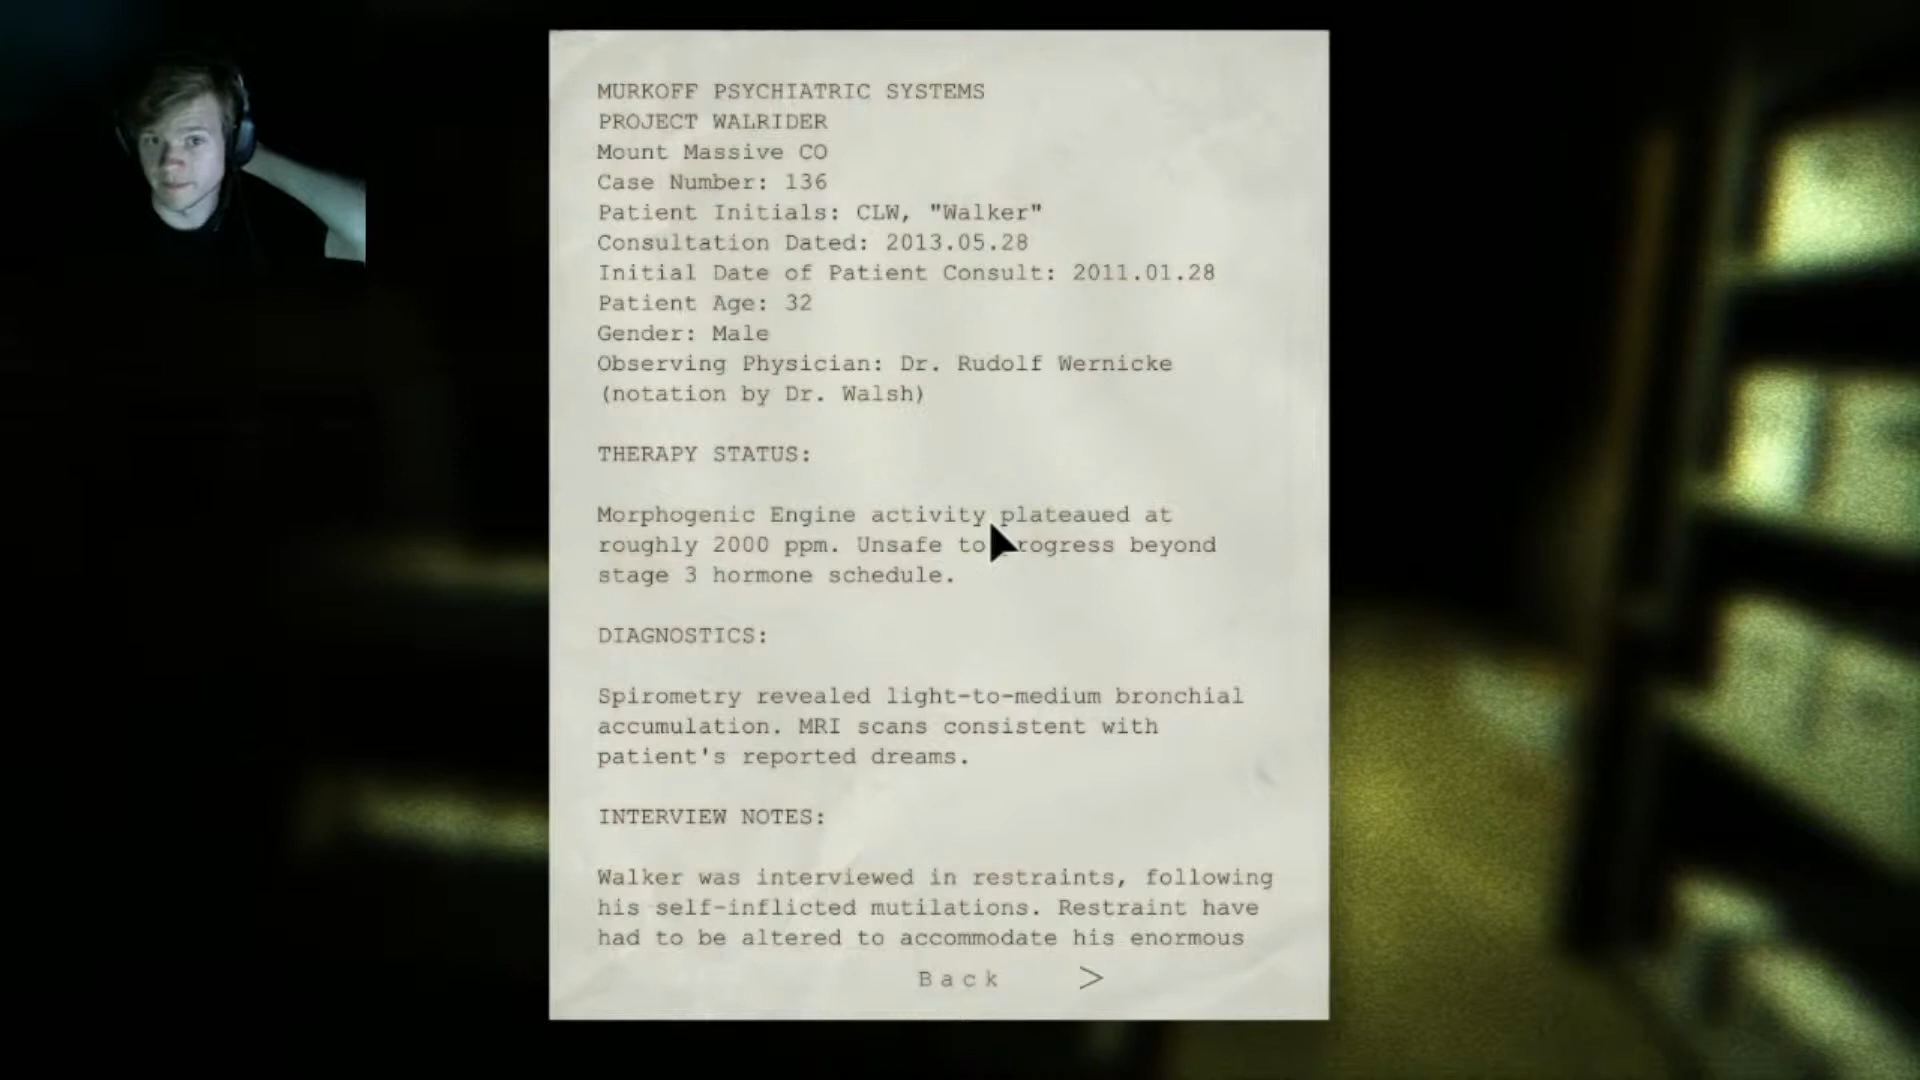 MURKOFF PSYCHIATRIC SYSTEMS
PROJECT WALRIDER
Mount Massive CO
Case Number: 136
Patient Initials: CLW, "Walker"
Consultation Dated: 2013.05.28
Initial Date of Patient Consult: 2011.01.28
Patient Age: 32
Gender: Male
Observing Physician: Dr. Rudolf Wernicke
(notation by Dr. Walsh)
THERAPY STATUS:
Morphogenic Engine activity plateaued at
roughly 2000 ppm. Unsafe to progress beyond
stage 3 hormone schedule.
DIAGNOSTICS:
Spirometry revealed light-to-medium bronchial
accumulation. MRI scans consistent with
patient's reported dreams.
INTERVIEW NOTES:
Walker was interviewed in restraints, following
his self-inflicted mutilations. Restraint have
had to be altered to accommodate his enormous
Back >